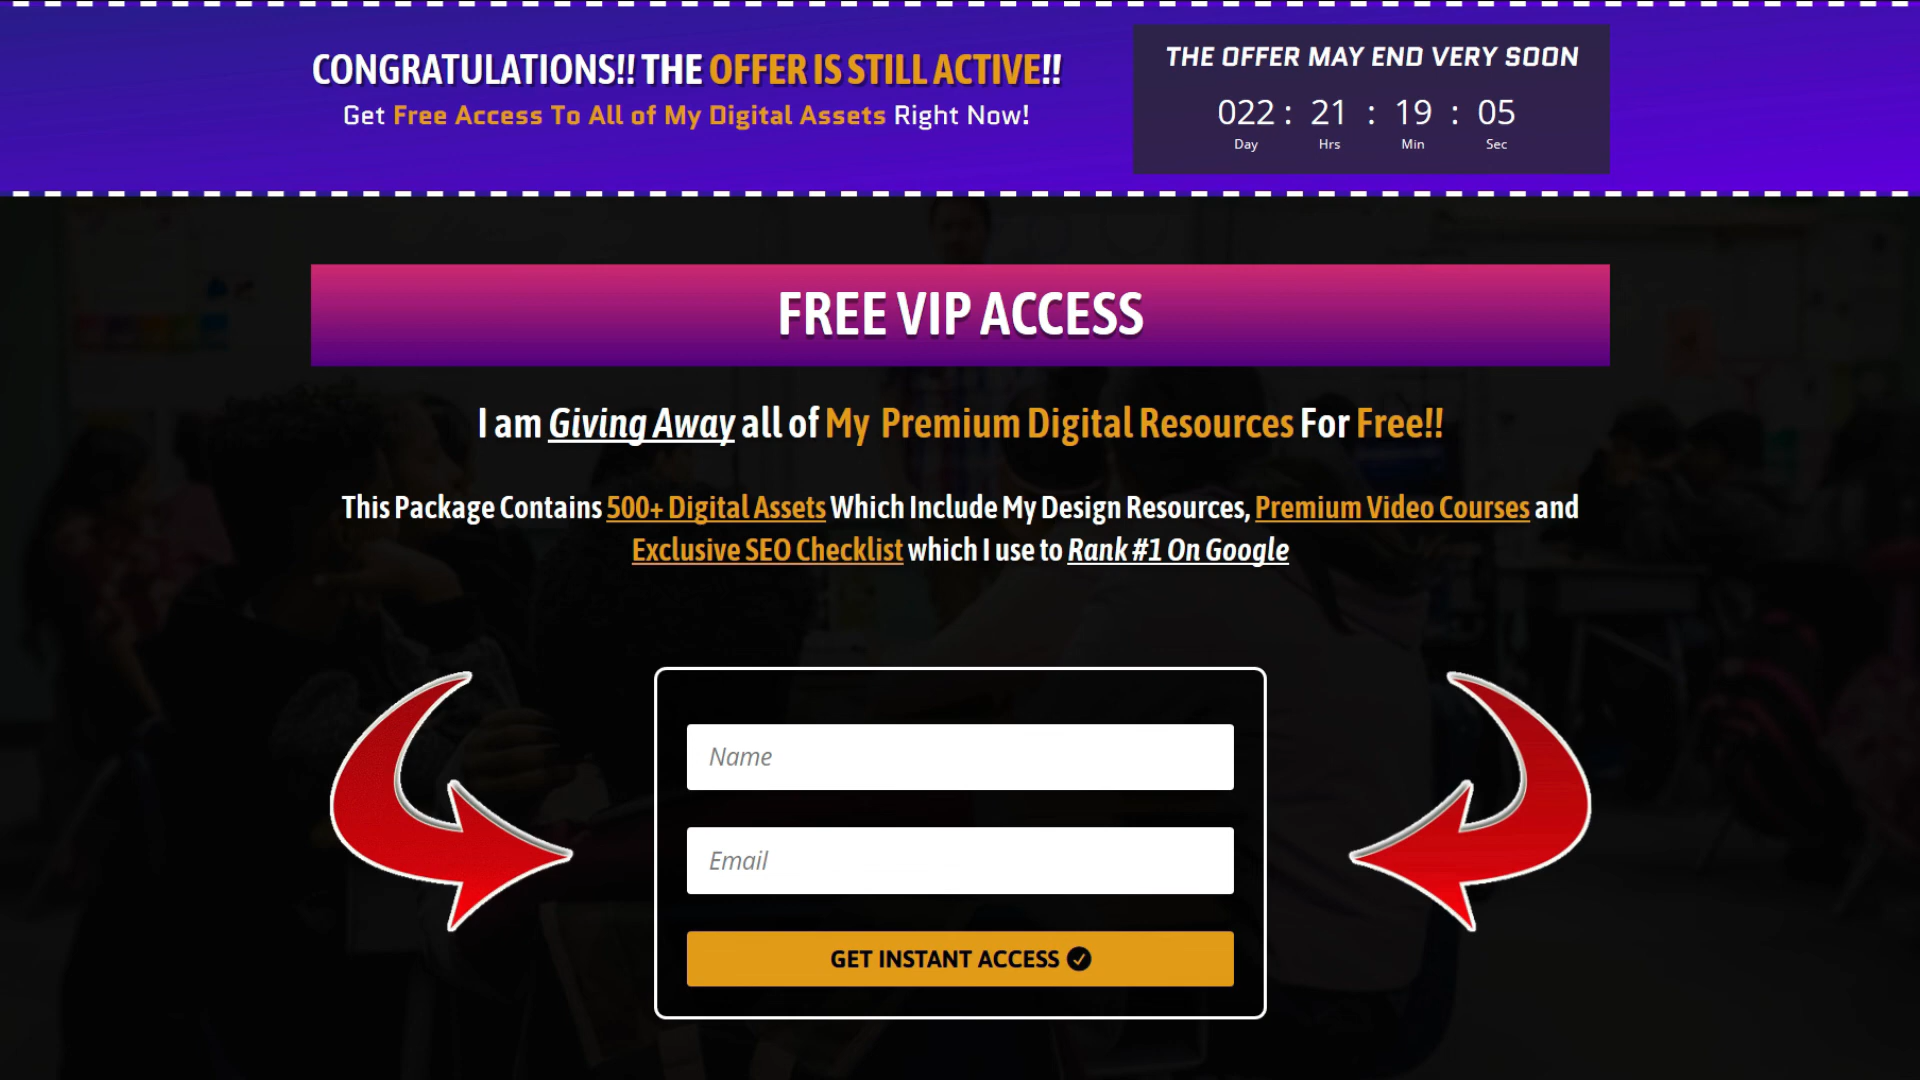 CONGRATULATIONS!! THE OFFER IS STILL ACTIVE!!
Get Free Access To All of My Digital Assets Right Now!
THE OFFER MAY END VERY SOON
022 : 21 : 19 : 05
Day Hrs Min Sec
FREE VIP ACCESS
I am Giving Away all of My Premium Digital Resources For Free!!
This Package Contains 500+ Digital Assets Which Include My Design Resources, Premium Video Courses and
Exclusive SEO Checklist which I use to Rank #1 On Google
Name
Email
GET INSTANT ACCESS